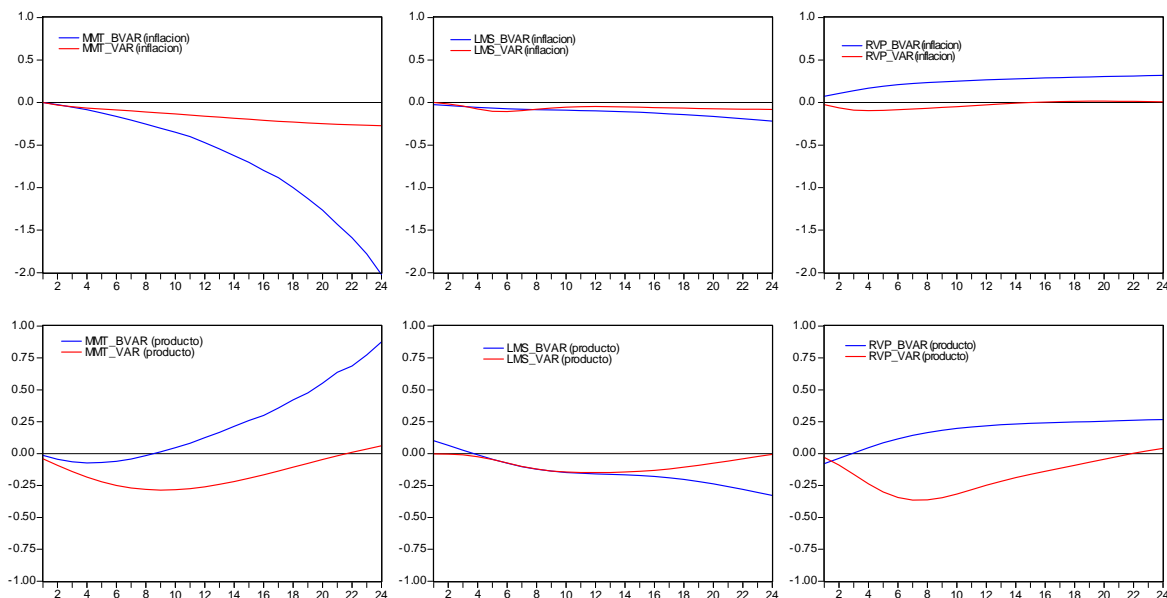 1.0
0.5
0.0
-0.5
-1.0
-1.5
-2.0
MMT_BVAR(inflacion)
MMT_VAR(inflacion)
2 4 6 8 10 12 14 16 18 20 22 24
1.0
0.5
0.0
-0.5
-1.0
-1.5
-2.0
LMS_BVAR(inflacion)
LMS_VAR(inflacion)
2 4 6 8 10 12 14 16 18 20 22 24
1.0
0.5
0.0
-0.5
-1.0
-1.5
-2.0
RVP_BVAR(inflacion)
RVP_VAR(inflacion)
2 4 6 8 10 12 14 16 18 20 22 24
1.00
0.75
0.50
0.25
0.00
-0.25
-0.50
-0.75
-1.00
MMT_BVAR (producto)
MMT_VAR (producto)
2 4 6 8 10 12 14 16 18 20 22 24
1.00
0.75
0.50
0.25
0.00
-0.25
-0.50
-0.75
-1.00
LMS_BVAR (producto)
LMS_VAR (producto)
2 4 6 8 10 12 14 16 18 20 22 24
1.00
0.75
0.50
0.25
0.00
-0.25
-0.50
-0.75
-1.00
RVP_BVAR (producto)
RVP_VAR (producto)
2 4 6 8 10 12 14 16 18 20 22 24